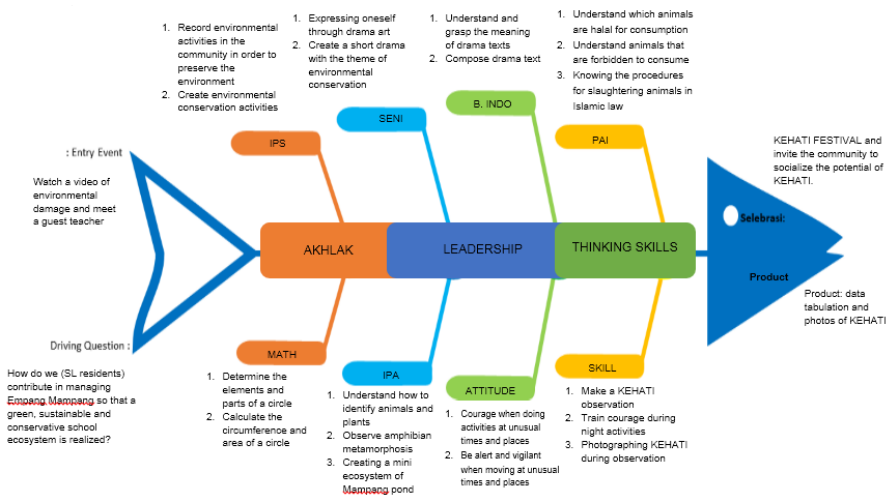 1. Record environmental
activities in the
community in order to
preserve the
environment
2. Create environmental
conservation activities
1. Expressing oneself
through drama art
2. Create a short drama
with the theme of
environmental
conservation
1. Understand and
grasp the meaning
of drama texts
2. Compose drama text
1. Understand which animals
are halal for consumption
2. Understand animals that
are forbidden to consume
3. Knowing the procedures
for slaughtering animals in
Islamic law
IPS
SENI
B. INDO
PAI
: Entry Event
Watch a video of
environmental
damage and meet
a guest teacher
KEHATI FESTIVAL and
invite the community to
socialize the potential of
KEHATI.
Selebrasi:
AKHLAK
LEADERSHIP
THINKING SKILLS
Product
Product: data
tabulation and
photos of KEHATI
Driving Question :
How do we (SL residents)
contribute in managing
Empang Mampang so that a
green, sustainable and
conservative school
ecosystem is realized?
MATH
1. Determine the
elements and
parts of a circle
2. Calculate the
circumference and
area of a circle
IPA
1. Understand how to
identify animals and
plants
2. Observe amphibian
metamorphosis
3. Creating a mini
ecosystem of
Mampang pond
ATTITUDE
1. Courage when doing
activities at unusual
times and places
2. Be alert and vigilant
when moving at unusual
times and places
SKILL
1. Make a KEHATI
observation
2. Train courage during
night activities
3. Photographing KEHATI
during observation